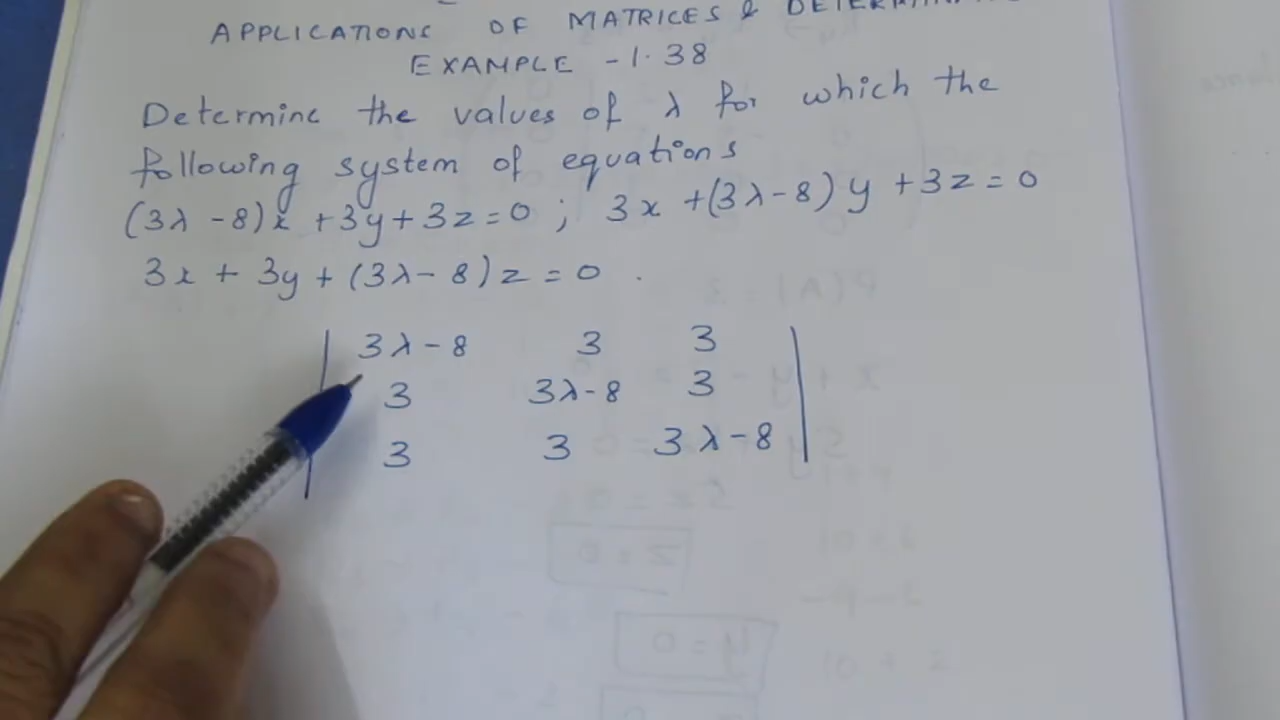 APPLICATIONS OF MATRICES &
EXAMPLE - 1.38
Determine the values of λ for which the
following system of equations
(3λ - 8)x + 3y + 3z = 0 ; 3x + (3λ - 8) y + 3z = 0
3x + 3y + (3λ - 8) z = 0 .
3λ - 8 3 3
3 3λ - 8 3
3 3 3λ - 8